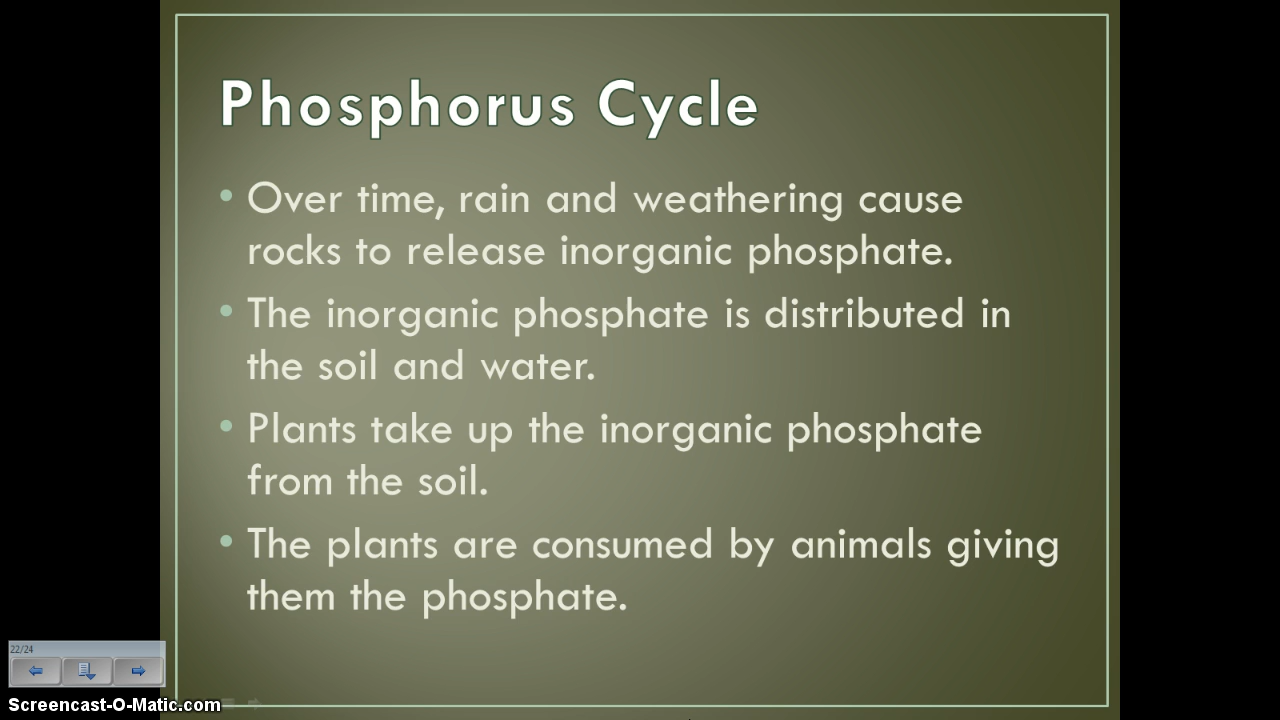 Phosphorus Cycle
• Over time, rain and weathering cause
rocks to release inorganic phosphate.
• The inorganic phosphate is distributed in
the soil and water.
• Plants take up the inorganic phosphate
from the soil.
• The plants are consumed by animals giving
them the phosphate.
22/24
Screencast-O-Matic.com